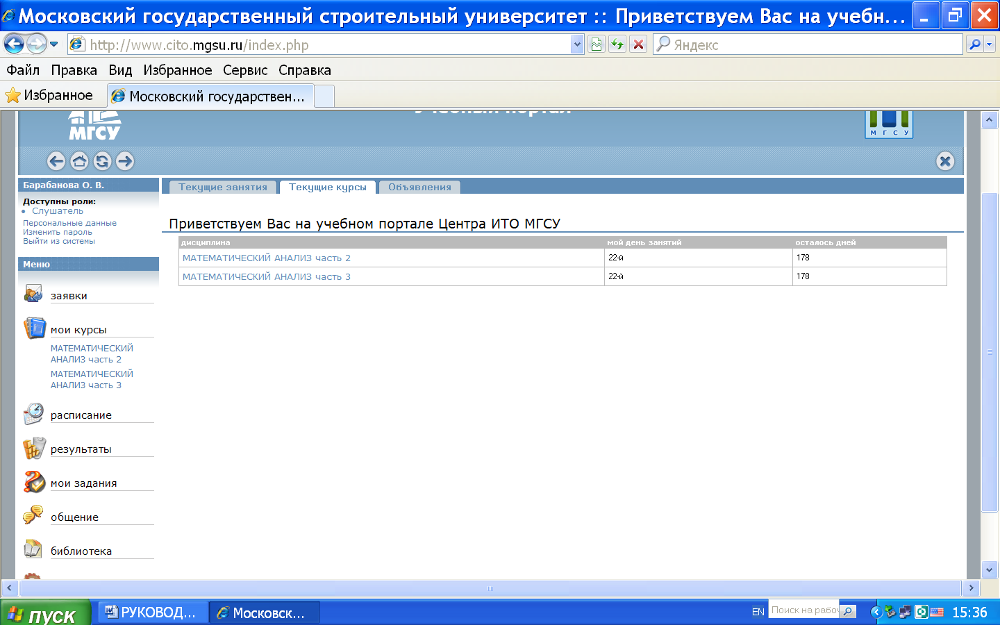 Московский государственный строительный университет :: Приветствуем Вас на учебн...
http://www.cito.mgsu.ru/index.php
Яндекс
Файл Правка Вид Избранное Сервис Справка
Избранное
Московский государствен...
Учебный портал
МГСУ
МГСУ
Барабанова О. В.
Доступны роли:
Слушатель
Персональные данные
Изменить пароль
Выйти из системы
Меню
заявки
мои курсы
МАТЕМАТИЧЕСКИЙ
АНАЛИЗ часть 2
МАТЕМАТИЧЕСКИЙ
АНАЛИЗ часть 3
расписание
результаты
мои задания
общение
библиотека
Текущие занятия Текущие курсы Объявления
Приветствуем Вас на учебном портале Центра ИТО МГСУ
дисциплина мой день занятий осталось дней
МАТЕМАТИЧЕСКИЙ АНАЛИЗ часть 2 22-й 178
МАТЕМАТИЧЕСКИЙ АНАЛИЗ часть 3 22-й 178
пуск РУКОВОД... Московск... EN Поиск на рабоч 15:36